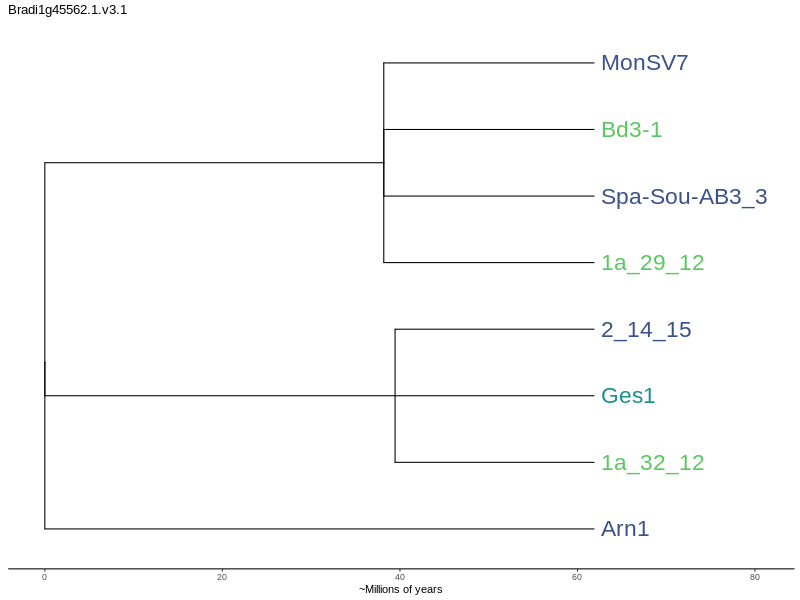 Bradi1g45562.1.v3.1
MonSV7
Bd3-1
Spa-Sou-AB3_3
1a_29_12
2_14_15
Ges1
1a_32_12
Arn1
0 20 40 60 80
~Millions of years